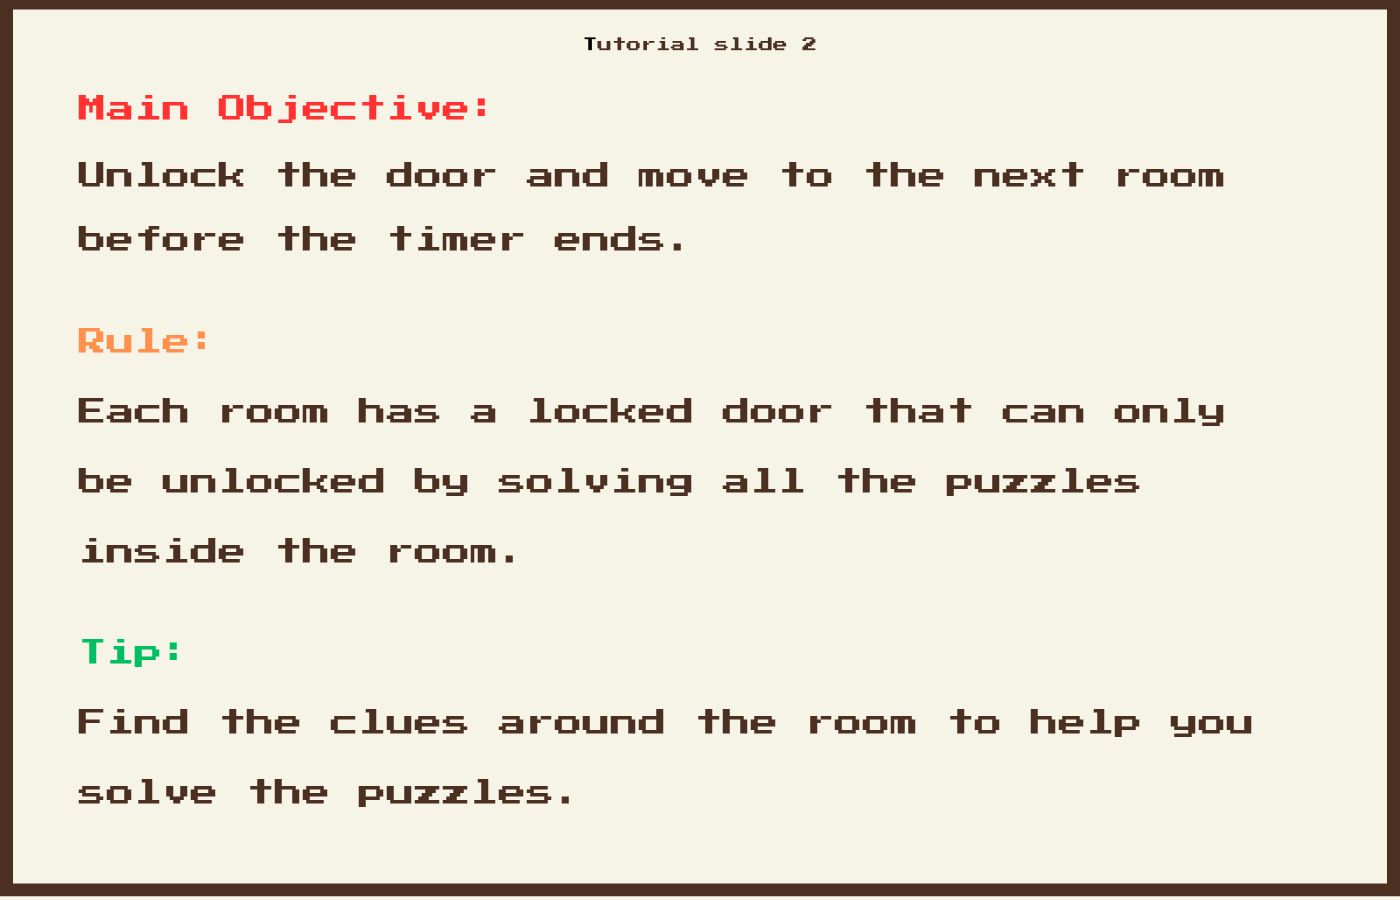 Tutorial slide 2
Main Objective:
Unlock the door and move to the next room
before the timer ends.
Rule:
Each room has a locked door that can only
be unlocked by solving all the puzzles
inside the room.
Tip:
Find the clues around the room to help you
solve the puzzles.